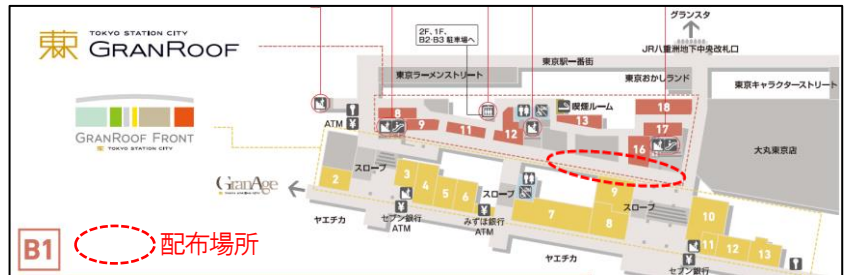 TOKYO STATION CITY
GRANROOF
GRANROOF FRONT
TOKYO STATION CITY
GranAge
2F、1F、
B2・B3 駐車場へ
グランスタ
JR八重洲地下中央改札口
東京駅一番街
東京ラーメンストリート
東京おかしランド
東京キャラクターストリート
喫煙ルーム
ATM
8
9
11
12
13
18
17
16
大丸東京店
スロープ
2
3
4
5
6
スロープ
7
9
8
スロープ
10
11
12
13
ヤエチカ
セブン銀行
ATM
みずほ銀行
ATM
ヤエチカ
セブン銀行
B1
配布場所